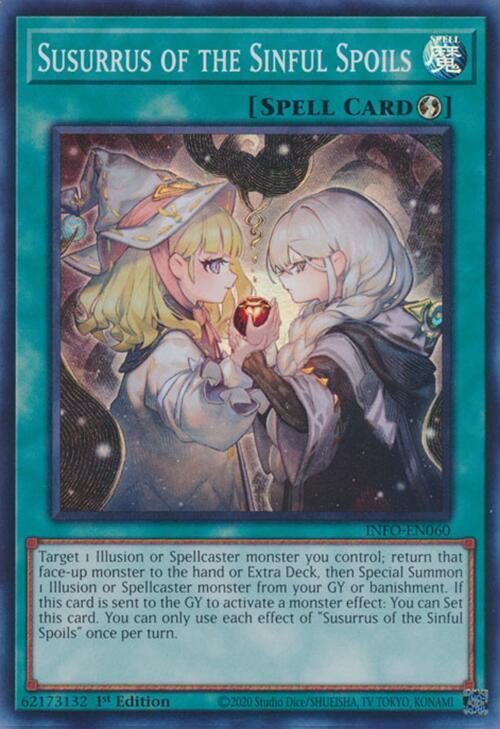 Susurrus of the Sinful Spoils
SPELL
魔
[Spell Card]
INFO-EN060
Target 1 Illusion or Spellcaster monster you control; return that
face-up monster to the hand or Extra Deck, then Special Summon
1 Illusion or Spellcaster monster from your GY or banishment. If
this card is sent to the GY to activate a monster effect: You can Set
this card. You can only use each effect of "Susurrus of the Sinful
Spoils" once per turn.
62173132 1st Edition ©2020 Studio Dice/SHUEISHA, TV TOKYO, KONAMI